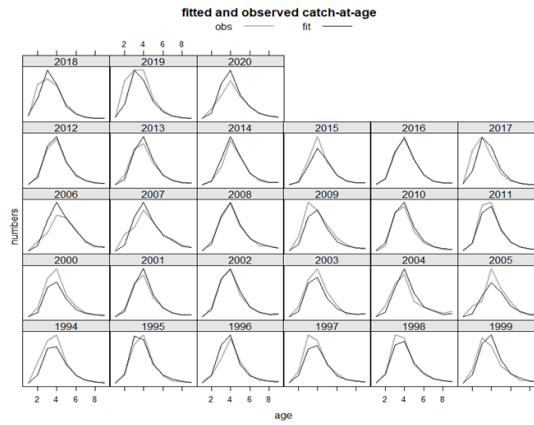 fitted and observed catch-at-age
obs fit
2 4 6 8 2 4 6 8
2018 2019 2020
2012 2013 2014 2015 2016 2017
2006 2007 2008 2009 2010 2011
2000 2001 2002 2003 2004 2005
1994 1995 1996 1997 1998 1999
numbers
2 4 6 8 2 4 6 8 2 4 6 8
age